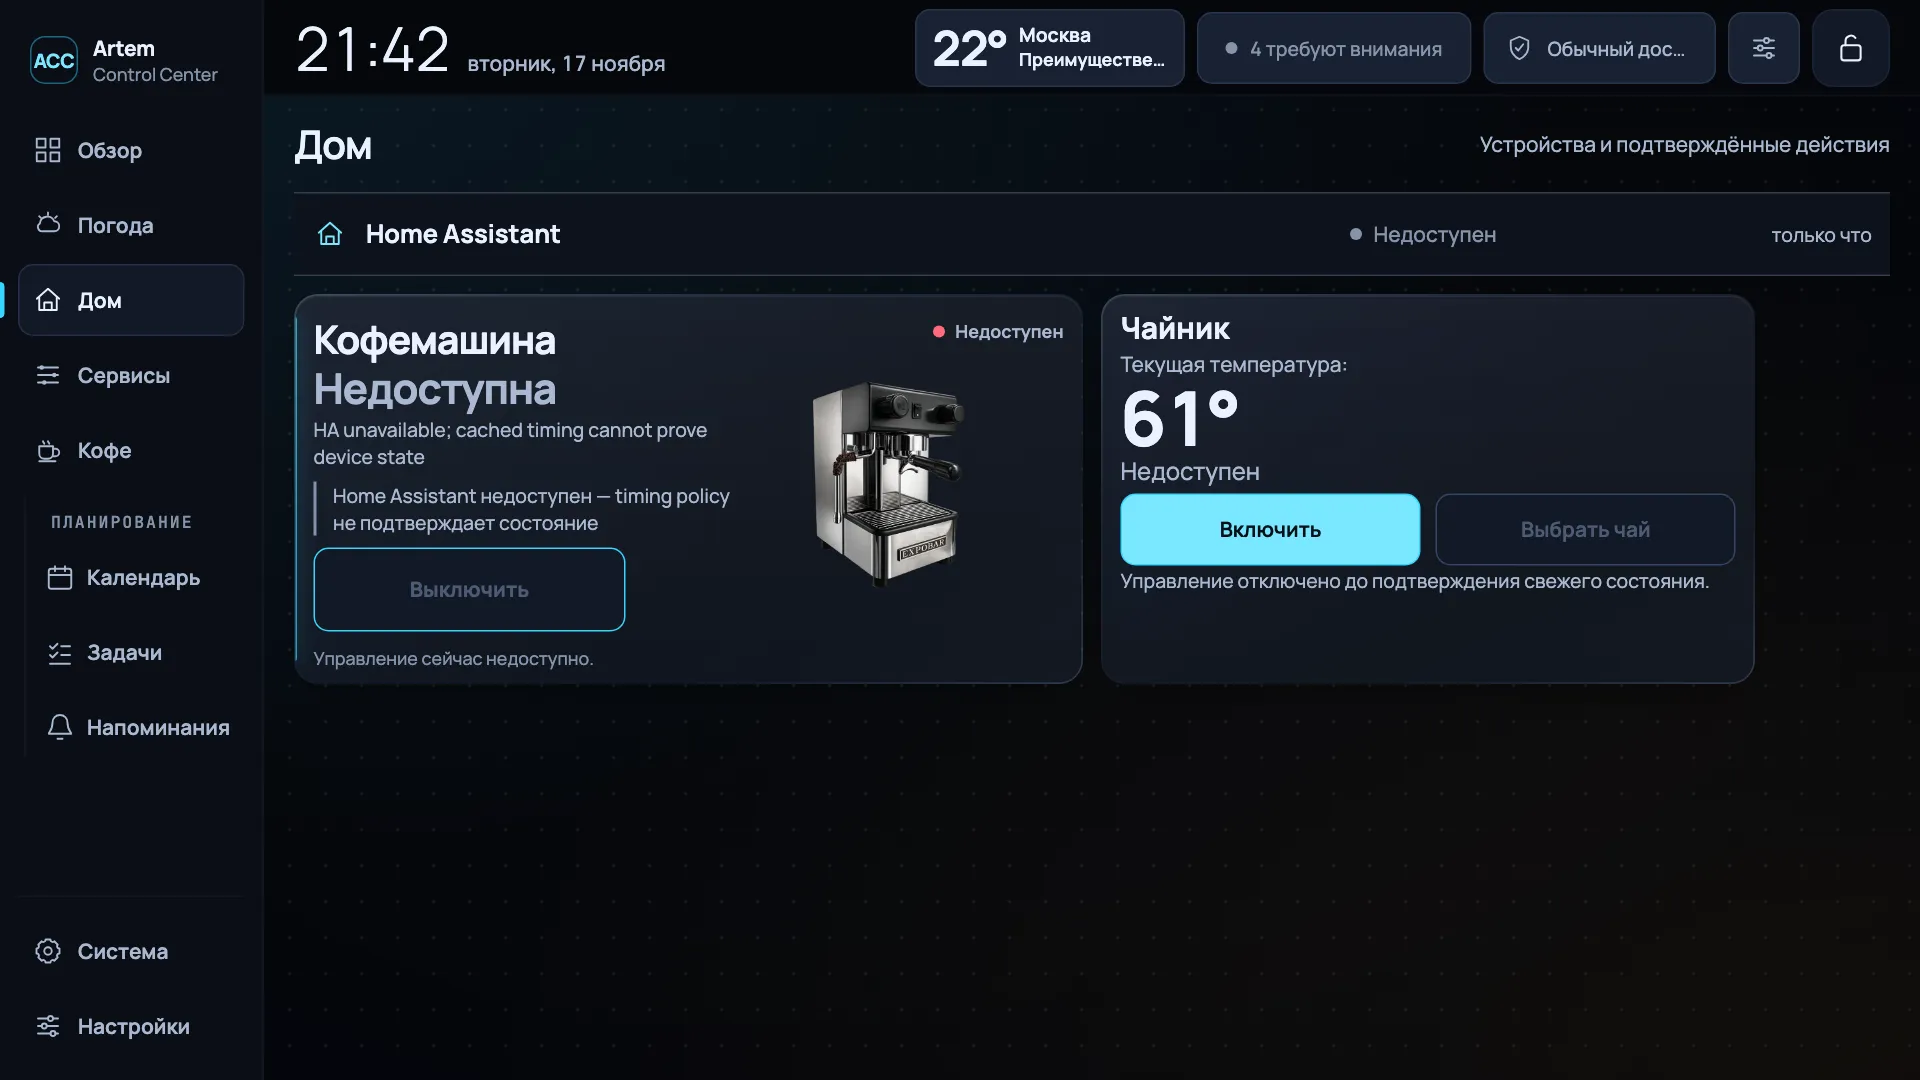 ACC
Artem
Control Center
Обзор
Погода
Дом
Сервисы
Кофе
ПЛАНИРОВАНИЕ
Календарь
Задачи
Напоминания
Система
Настройки
21:42
вторник, 17 ноября
22°
Москва
Преимуществе…
4 требуют внимания
Обычный дос…
Дом
Устройства и подтверждённые действия
Home Assistant
Недоступен
только что
Кофемашина
Недоступен
Недоступна
HA unavailable; cached timing cannot prove
device state
Home Assistant недоступен — timing policy
не подтверждает состояние
Выключить
Управление сейчас недоступно.
EXPOBAR
Чайник
Текущая температура:
61°
Недоступен
Включить
Выбрать чай
Управление отключено до подтверждения свежего состояния.